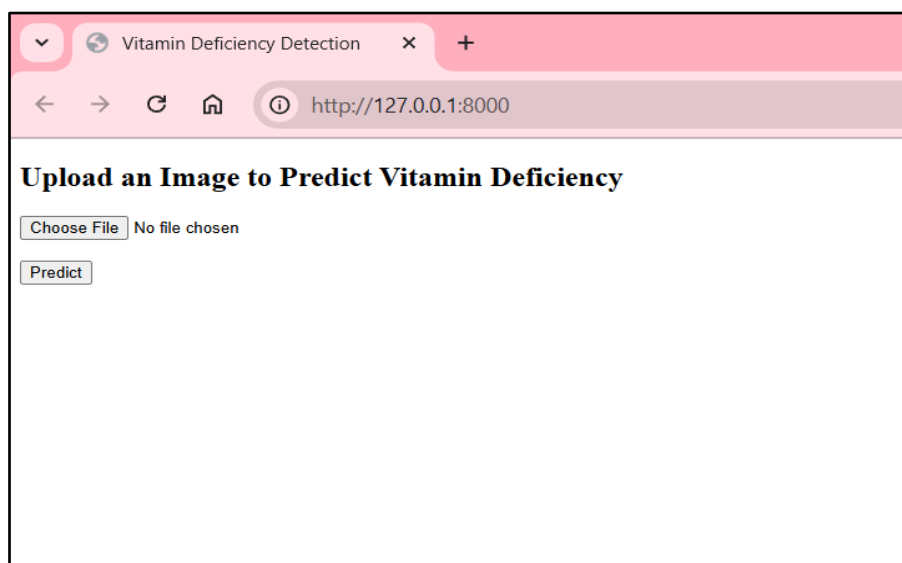 Vitamin Deficiency Detection
http://127.0.0.1:8000
Upload an Image to Predict Vitamin Deficiency
Choose File No file chosen
Predict